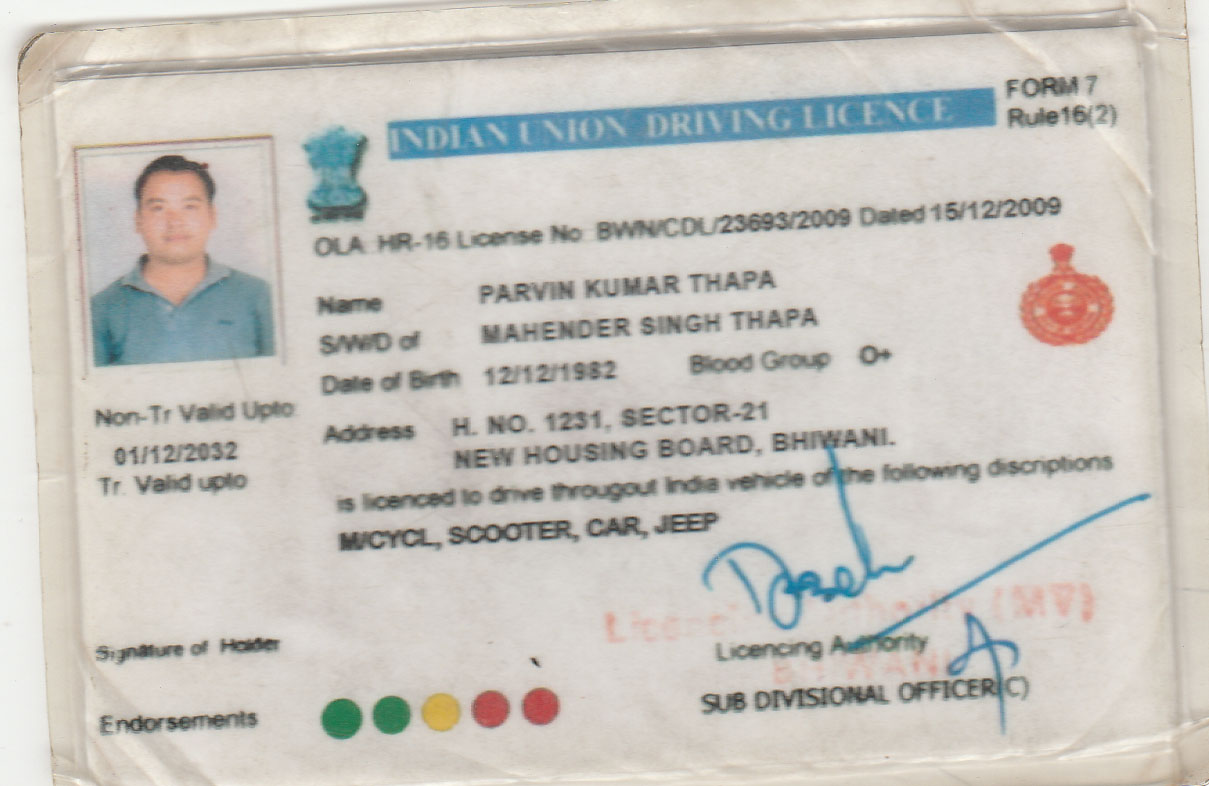 INDIAN UNION DRIVING LICENCE
FORM 7
Rule16(2)
OLA HR-16 License No BWN/CDL/23693/2009 Dated 15/12/2009
Name PARVIN KUMAR THAPA
S/W/D of MAHENDER SINGH THAPA
Date of Birth 12/12/1982 Blood Group O+
Non-Tr Valid Upto
01/12/2032
Tr. Valid upto
Address H. NO. 1231, SECTOR-21
NEW HOUSING BOARD, BHIWANI.
is licenced to drive througout India vehicle of the following discriptions
M/CYCL, SCOOTER, CAR, JEEP
(MV)
Signature of Holder
Licencing Authority
SUB DIVISIONAL OFFICER(C)
Endorsements